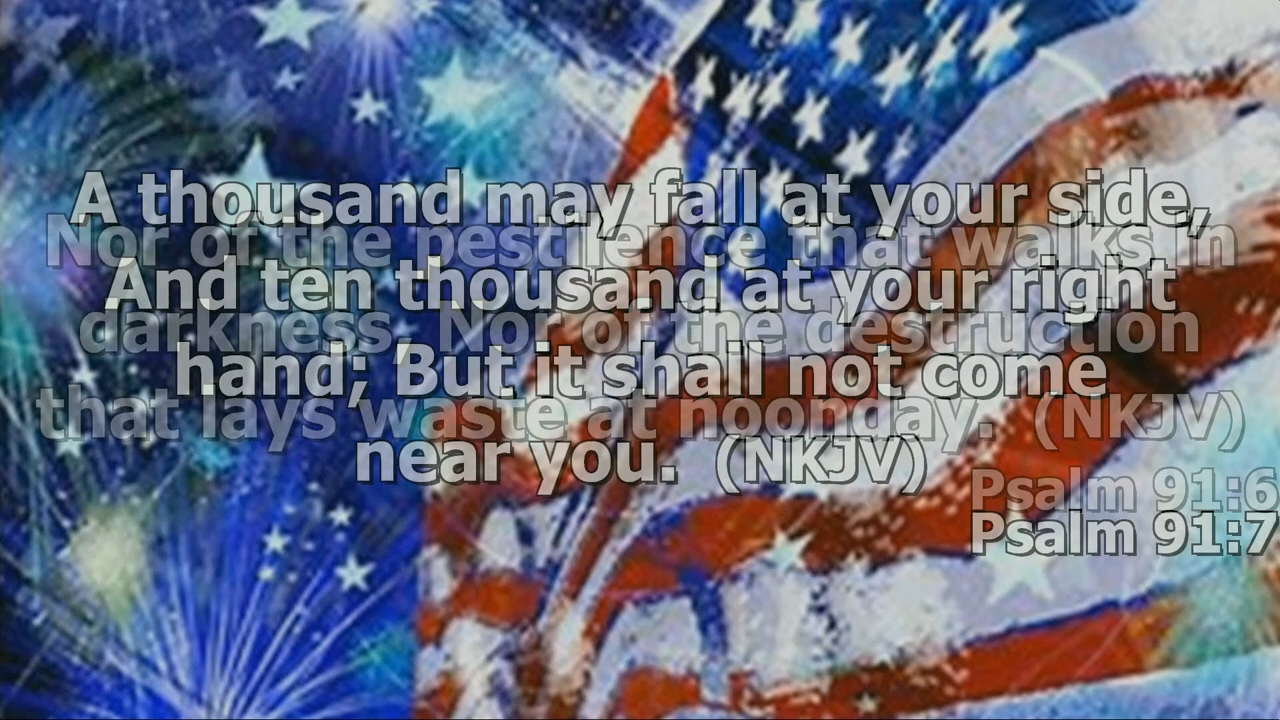 A thousand may fall at your side,
And ten thousand at your right
hand; But it shall not come
near you. (NKJV)
Psalm 91:7
Nor of the pestilence that walks in
darkness, Nor of the destruction
that lays waste at noonday. (NKJV)
Psalm 91:6